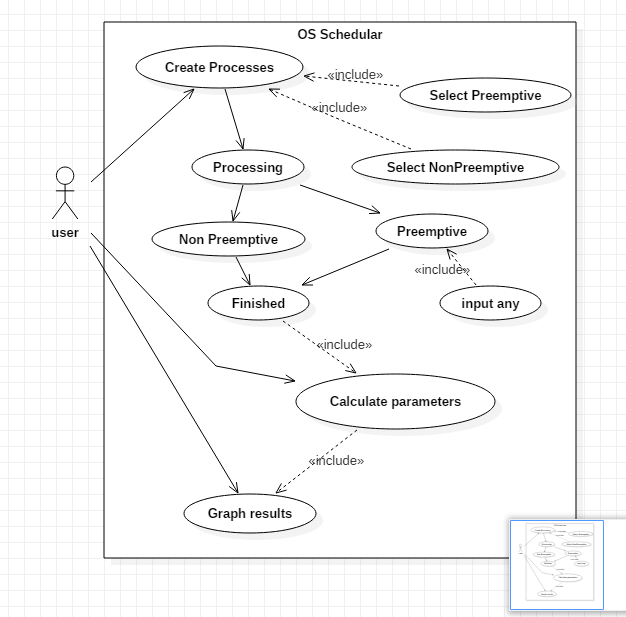 OS Schedular
Create Processes
«include»
Select Preemptive
«include»
Processing
Select NonPreemptive
user
Non Preemptive
Preemptive
«include»
Finished
input any
«include»
Calculate parameters
«include»
Graph results